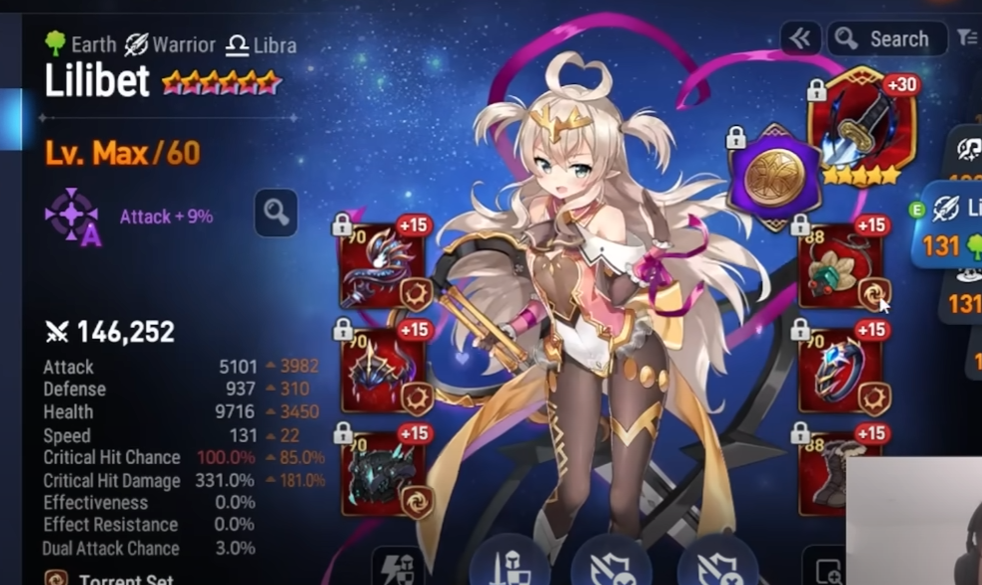 Earth Warrior Libra
Lilibet
Lv. Max/60
Attack + 9%
A
146,252
Attack 5101 3982
Defense 937 310
Health 9716 3450
Speed 131 22
Critical Hit Chance 100.0% 85.0%
Critical Hit Damage 331.0% 181.0%
Effectiveness 0.0%
Effect Resistance 0.0%
Dual Attack Chance 3.0%
Torrent Set
90 +15
90 +15
90 +15
Search
+30
88 +15
90 +15
88 +15
E Li
131
131